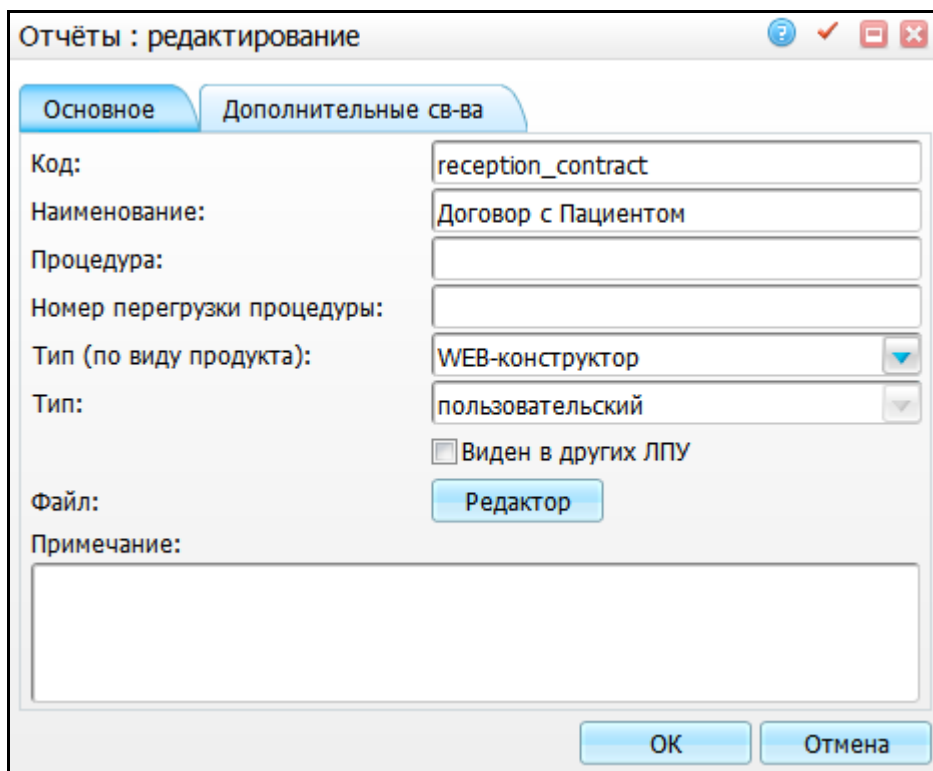 Отчёты : редактирование
Основное Дополнительные св-ва
Код: reception_contract
Наименование: Договор с Пациентом
Процедура:
Номер перегрузки процедуры:
Тип (по виду продукта): WEB-конструктор
Тип: пользовательский
Виден в других ЛПУ
Файл: Редактор
Примечание:
ОК Отмена